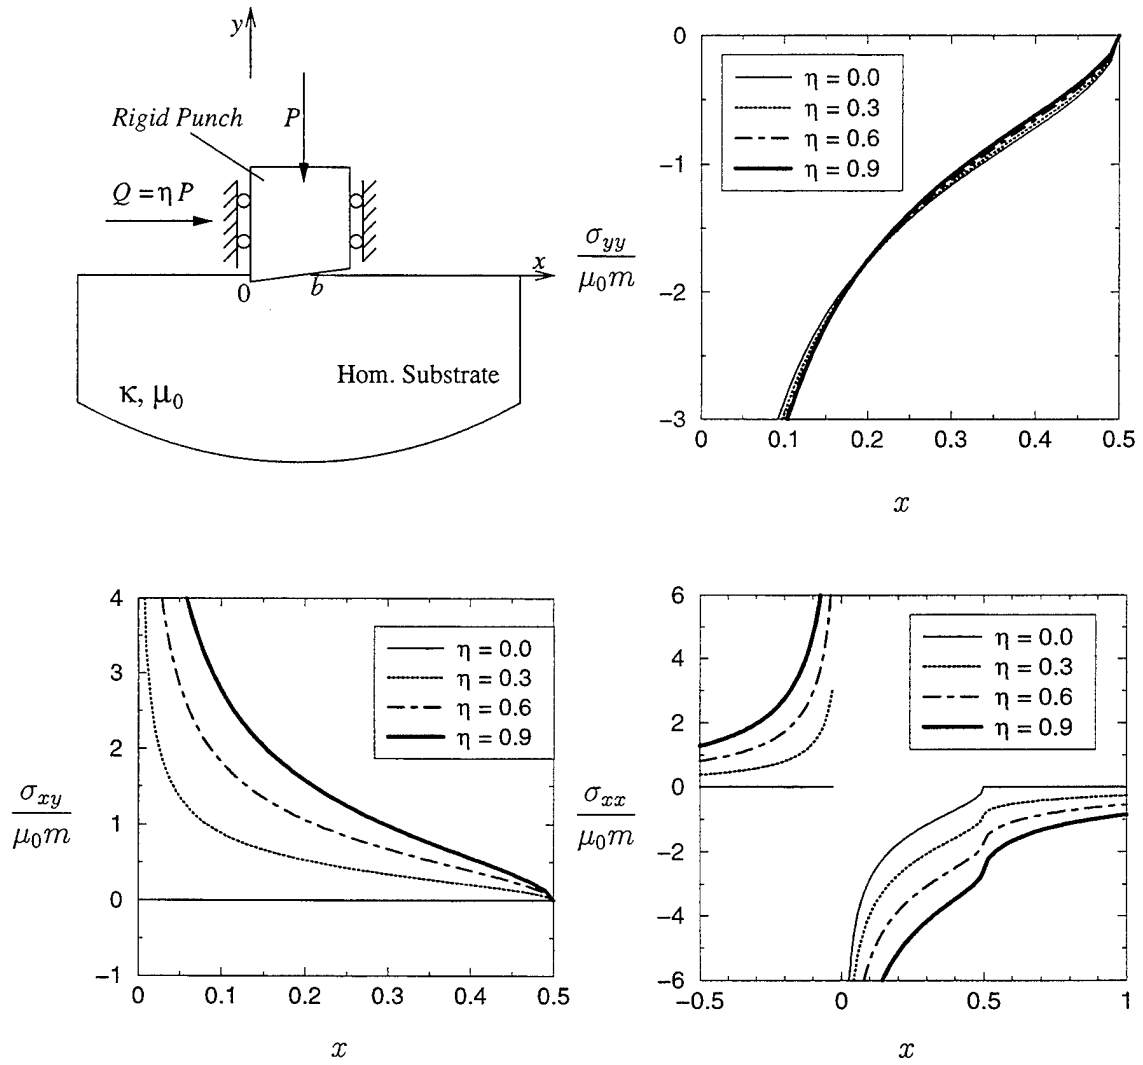 y
Rigid Punch
P
Q = η P
x
0
b
Hom. Substrate
κ, μ₀
σyy / μ₀m
0
−1
−2
−3
η = 0.0
η = 0.3
η = 0.6
η = 0.9
0 0.1 0.2 0.3 0.4 0.5
x
σxy / μ₀m
4
3
2
1
0
−1
η = 0.0
η = 0.3
η = 0.6
η = 0.9
0 0.1 0.2 0.3 0.4 0.5
x
σxx / μ₀m
6
4
2
0
−2
−4
−6
η = 0.0
η = 0.3
η = 0.6
η = 0.9
−0.5 0 0.5 1
x